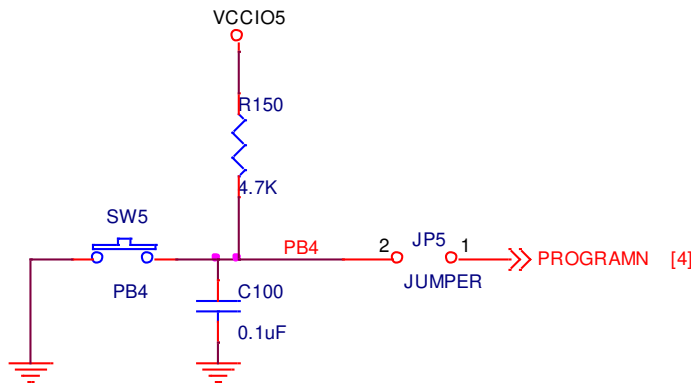 VCCIO5
R150
4.7K
SW5
PB4
PB4
2
JP5
1
JUMPER
PROGRAMN [4]
C100
0.1uF